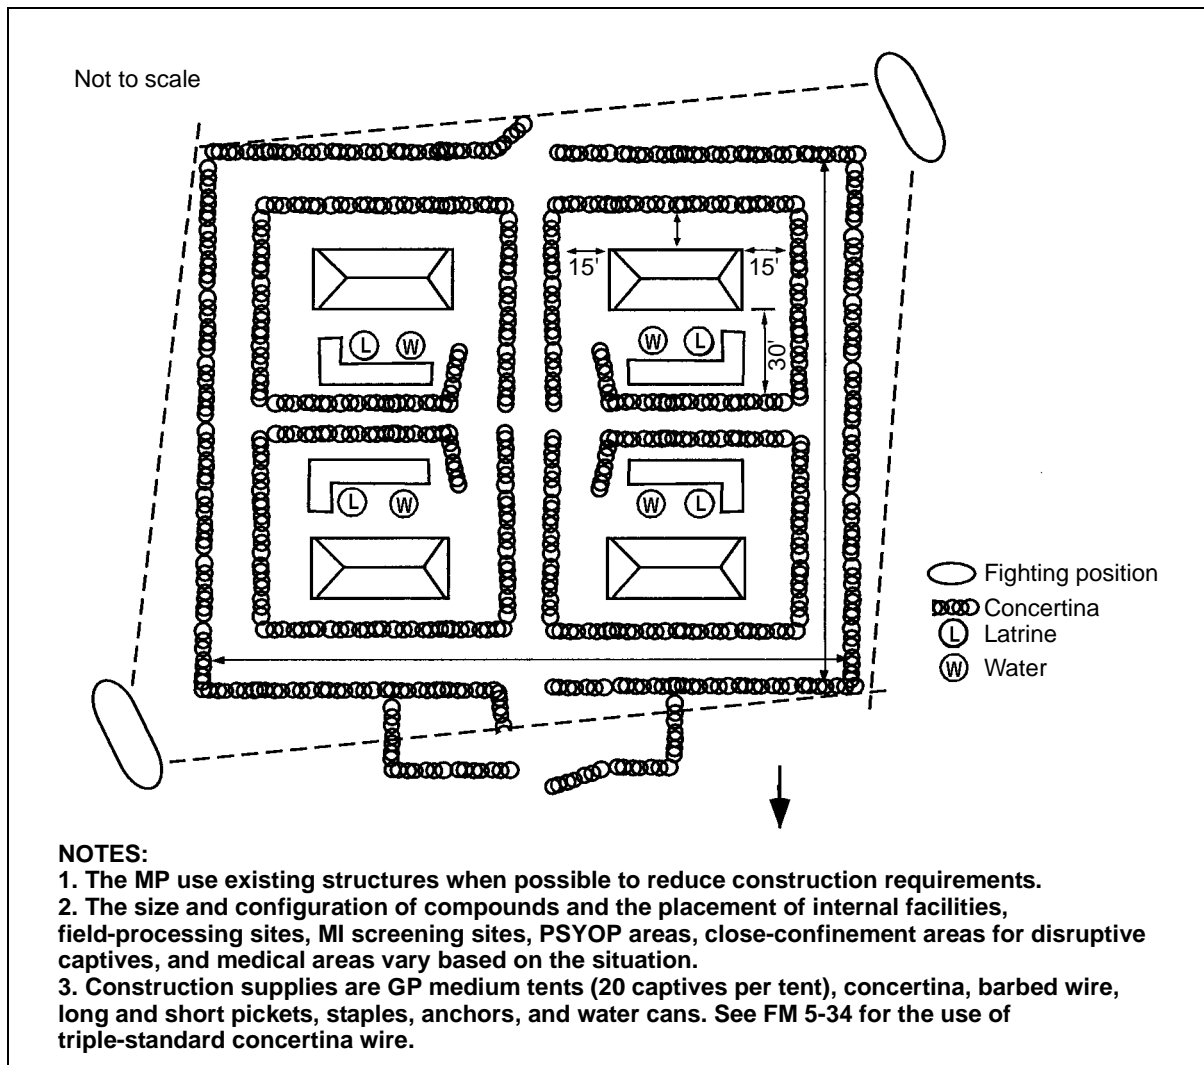 Not to scale
15'
15'
L
W
W
L
30'
L
W
W
L
Fighting position
Concertina
L
Latrine
W
Water
NOTES:
1. The MP use existing structures when possible to reduce construction requirements.
2. The size and configuration of compounds and the placement of internal facilities,
field-processing sites, MI screening sites, PSYOP areas, close-confinement areas for disruptive
captives, and medical areas vary based on the situation.
3. Construction supplies are GP medium tents (20 captives per tent), concertina, barbed wire,
long and short pickets, staples, anchors, and water cans. See FM 5-34 for the use of
triple-standard concertina wire.